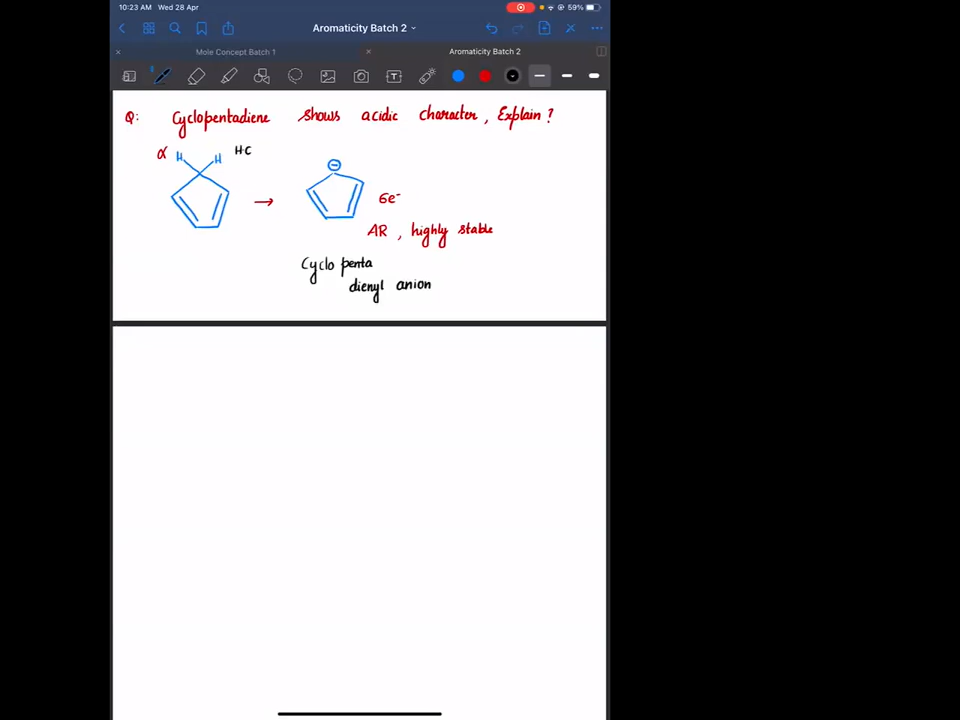 10:23 AM Wed 28 Apr
59%
Aromaticity Batch 2
Mole Concept Batch 1
Aromaticity Batch 2
Q: Cyclopentadiene shows acidic character, Explain?
α H H H·C
→ ⊖ 6e⁻
AR, highly stable
Cyclo penta
dienyl anion